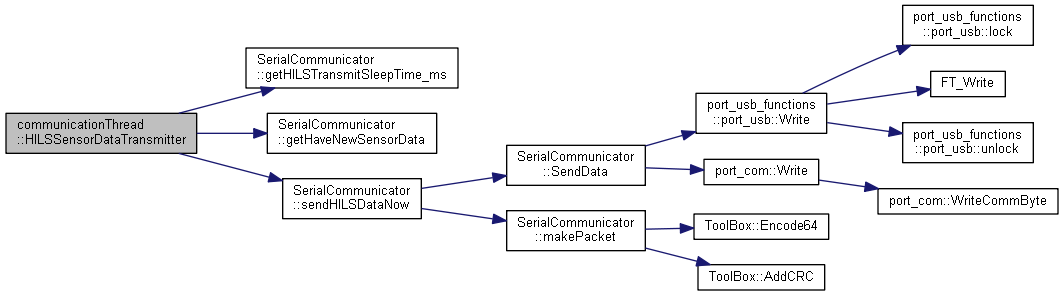 communicationThread
::HILSSensorDataTransmitter
SerialCommunicator
::getHILSTransmitSleepTime_ms
SerialCommunicator
::getHaveNewSensorData
SerialCommunicator
::sendHILSDataNow
SerialCommunicator
::SendData
SerialCommunicator
::makePacket
port_usb_functions
::port_usb::Write
port_com::Write
ToolBox::Encode64
ToolBox::AddCRC
port_usb_functions
::port_usb::lock
FT_Write
port_usb_functions
::port_usb::unlock
port_com::WriteCommByte